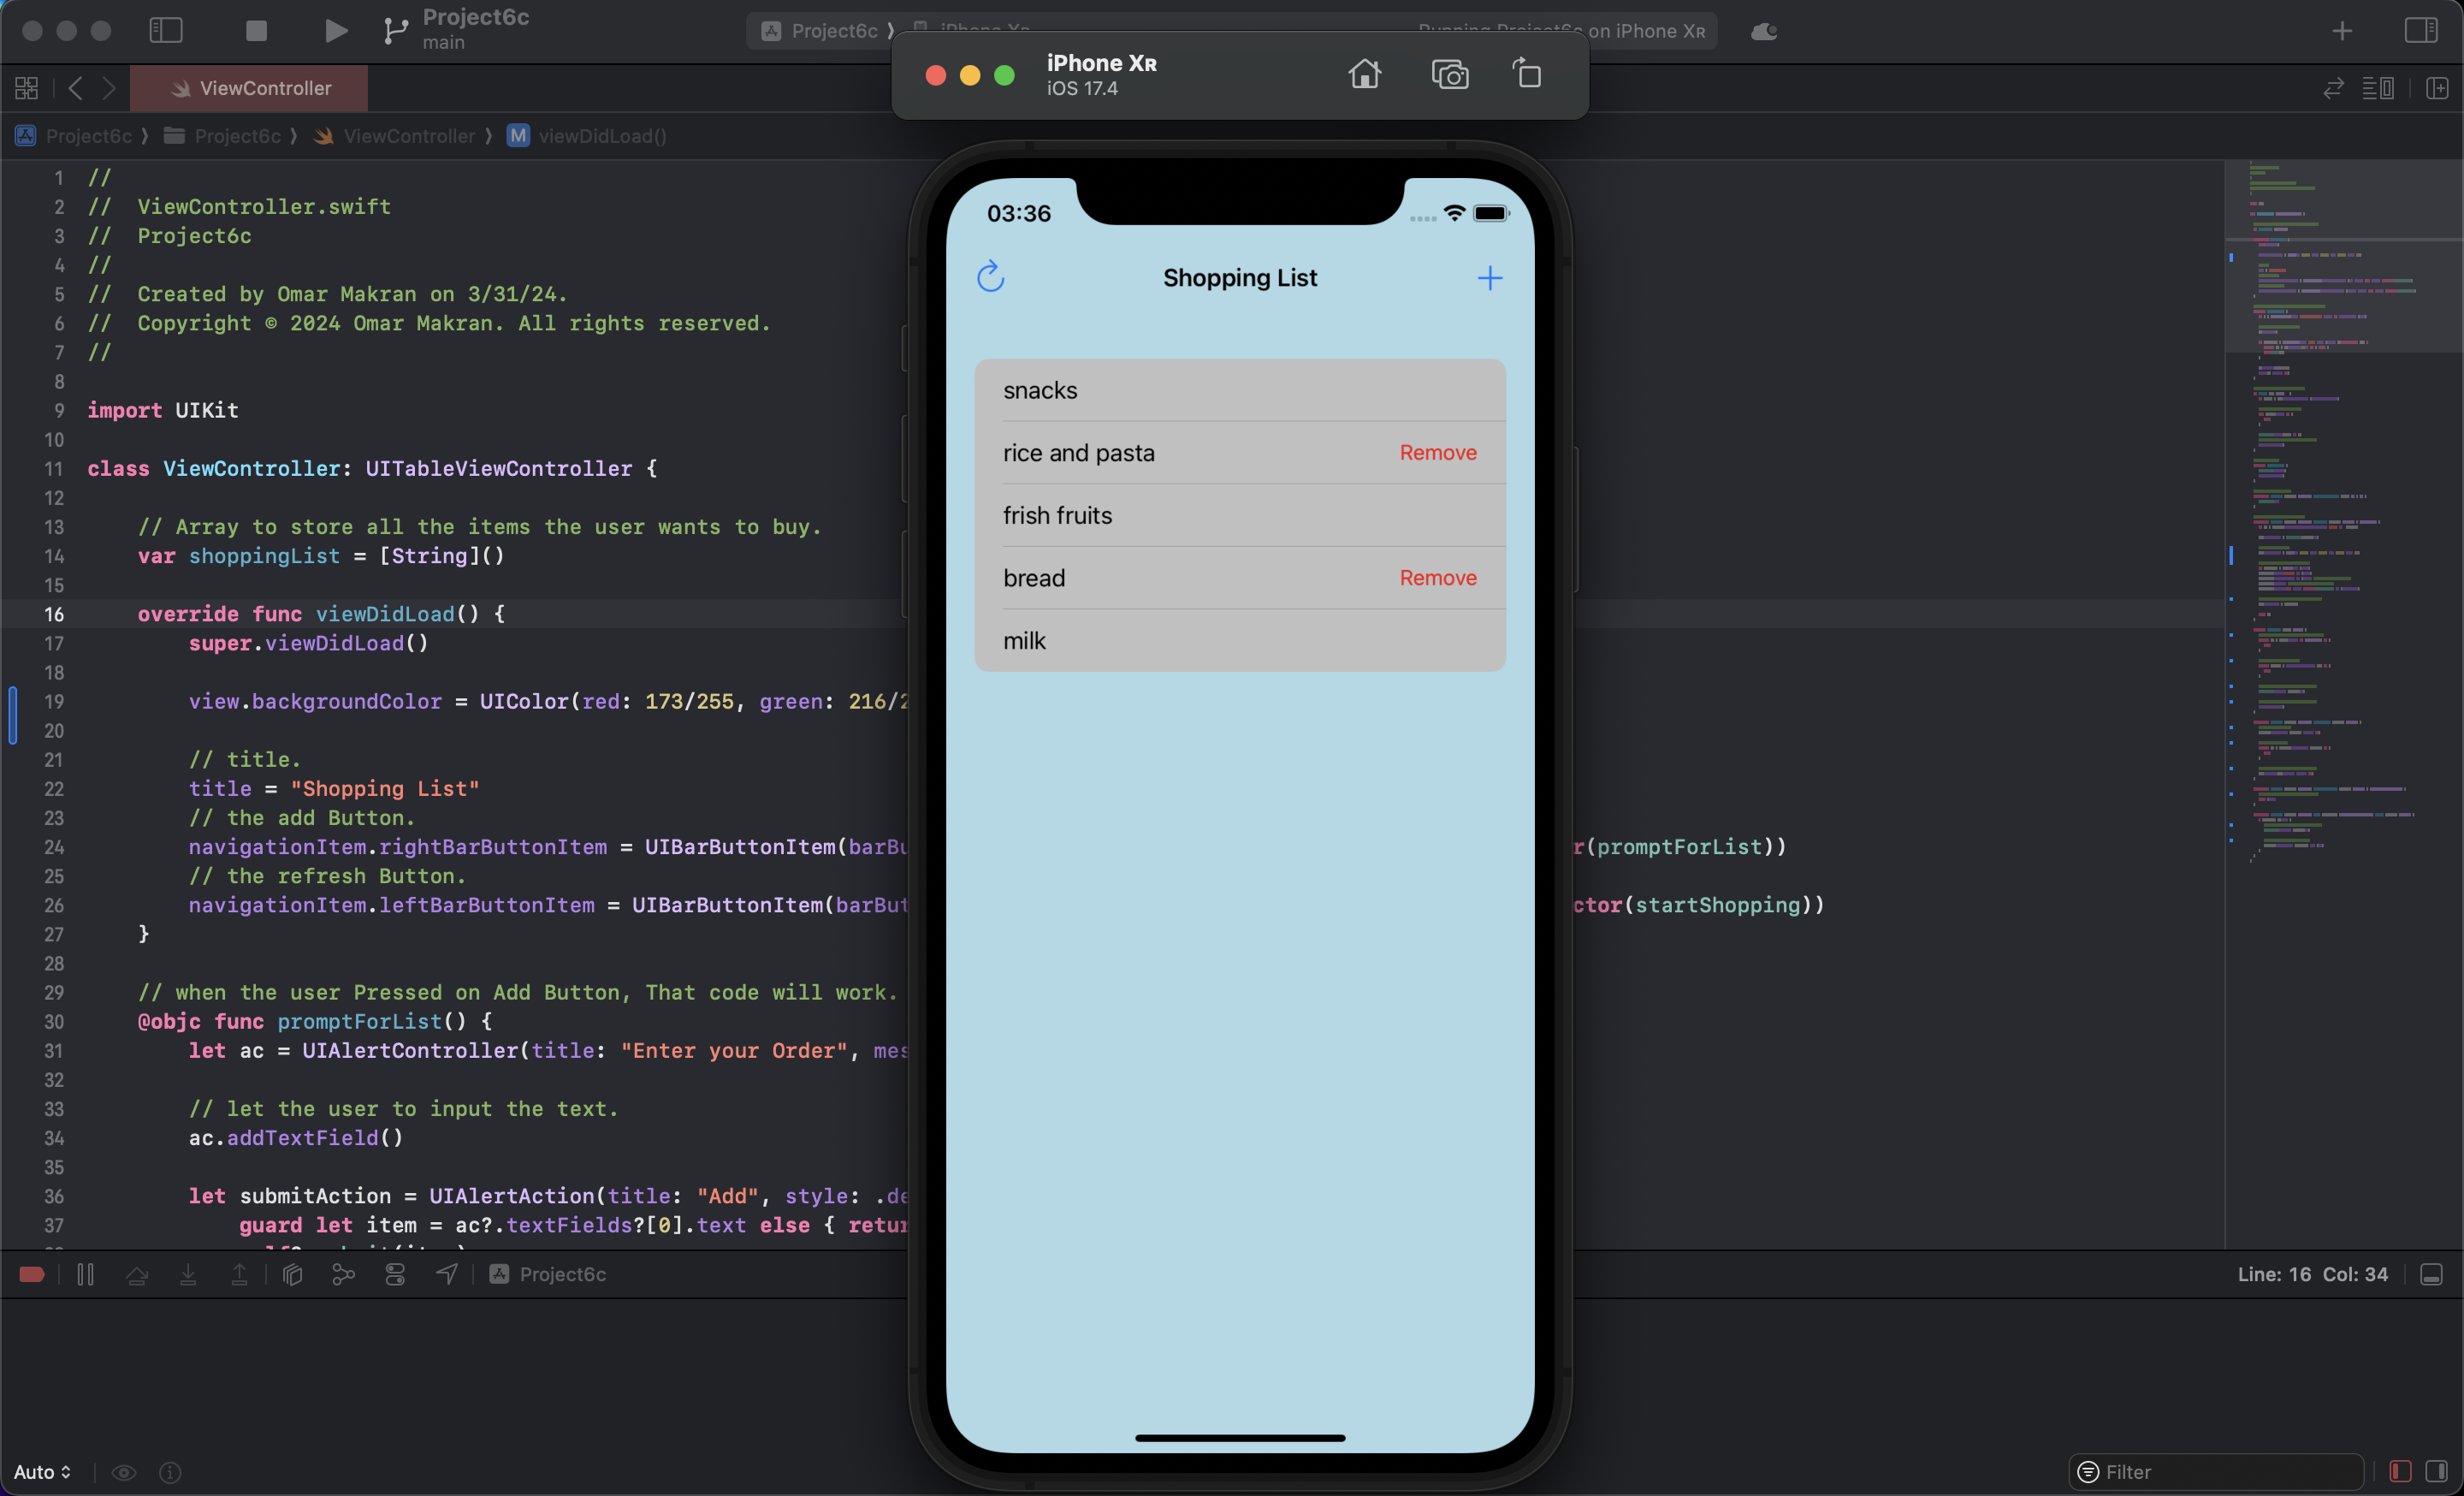 Project6c
main
Project6c
Running Project6c on iPhone XR
iPhone XR
iOS 17.4
ViewController
Project6c ⟩ Project6c ⟩ ViewController ⟩ M viewDidLoad()
1 //
2 //  ViewController.swift
3 //  Project6c
4 //
5 //  Created by Omar Makran on 3/31/24.
6 //  Copyright © 2024 Omar Makran. All rights reserved.
7 //
8
9 import UIKit
10
11 class ViewController: UITableViewController {
12
13     // Array to store all the items the user wants to buy.
14     var shoppingList = [String]()
15
16     override func viewDidLoad() {
17         super.viewDidLoad()
18
19         view.backgroundColor = UIColor(red: 173/255, green: 216/2
20
21         // title.
22         title = "Shopping List"
23         // the add Button.
24         navigationItem.rightBarButtonItem = UIBarButtonItem(barBu r(promptForList))
25         // the refresh Button.
26         navigationItem.leftBarButtonItem = UIBarButtonItem(barBut ctor(startShopping))
27     }
28
29     // when the user Pressed on Add Button, That code will work.
30     @objc func promptForList() {
31         let ac = UIAlertController(title: "Enter your Order", mes
32
33         // let the user to input the text.
34         ac.addTextField()
35
36         let submitAction = UIAlertAction(title: "Add", style: .de
37             guard let item = ac?.textFields?[0].text else { retur
03:36
Shopping List
snacks
rice and pasta Remove
frish fruits
bread Remove
milk
Project6c
Line: 16 Col: 34
Auto
Filter